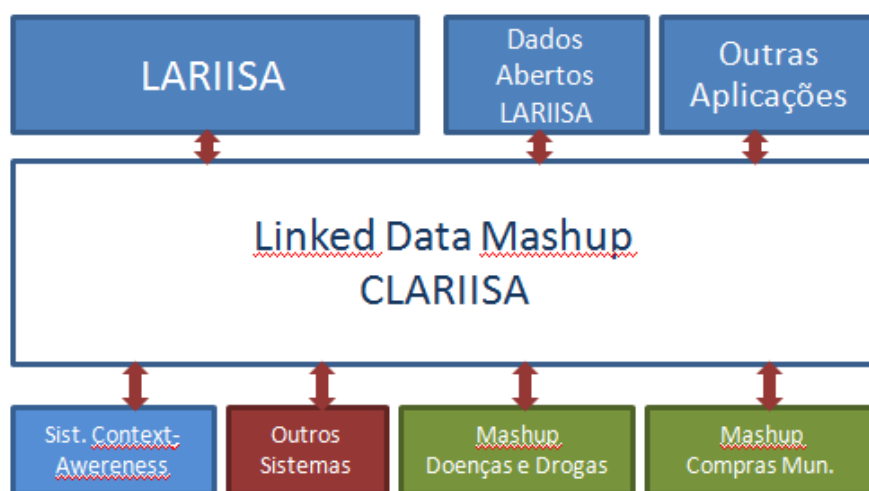 LARIISA
Dados
Abertos
LARIISA
Outras
Aplicações
Linked Data Mashup
CLARIISA
Sist. Context-
Awereness
Outros
Sistemas
Mashup
Doenças e Drogas
Mashup
Compras Mun.